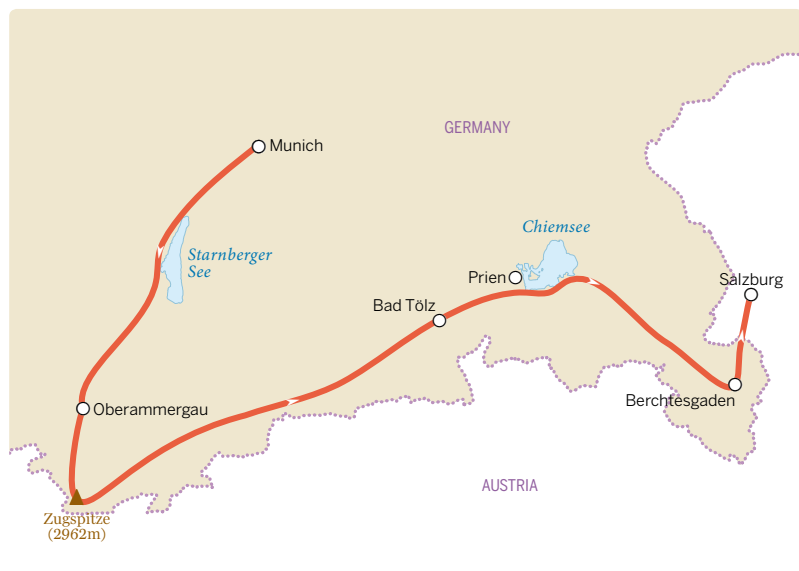 GERMANY
Munich
Chiemsee
Starnberger
See
Prien
Salzburg
Bad Tölz
Berchtesgaden
Oberammergau
AUSTRIA
Zugspitze
(2962m)